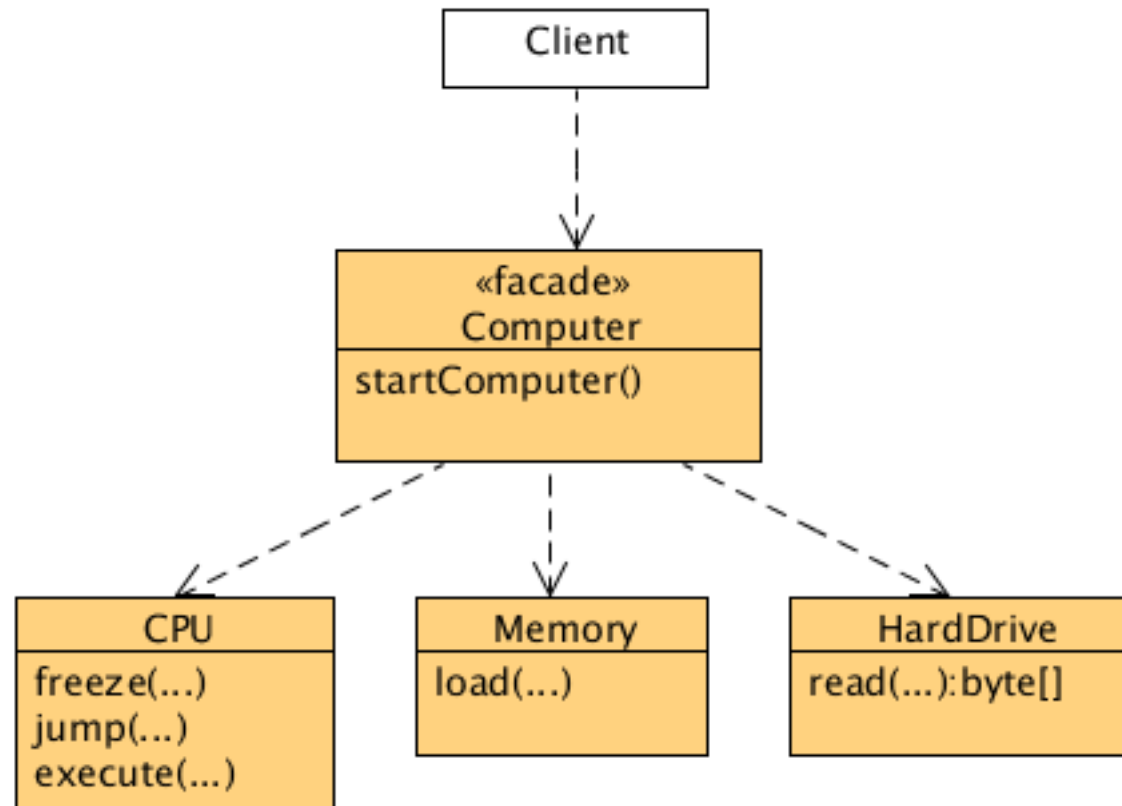 Client
«facade»
Computer
startComputer()
CPU
freeze(...)
jump(...)
execute(...)
Memory
load(...)
HardDrive
read(...):byte[]